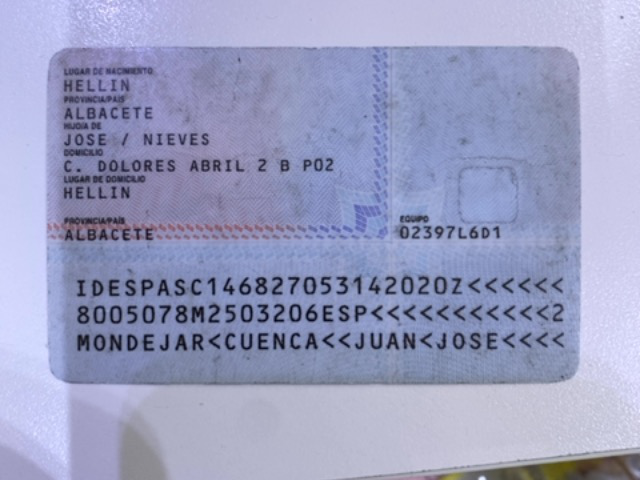 LUGAR DE NACIMIENTO
HELLIN
PROVINCIA/PAÍS
ALBACETE
HIJO/A DE
JOSE / NIEVES
DOMICILIO
C. DOLORES ABRIL 2 B P02
LUGAR DE DOMICILIO
HELLIN
PROVINCIA/PAÍS
ALBACETE
EQUIPO
02397L6D1
IDESPASC146827053142020Z<<<<<<
8005078M2503206ESP<<<<<<<<<<<2
MONDEJAR<CUENCA<<JUAN<JOSE<<<<